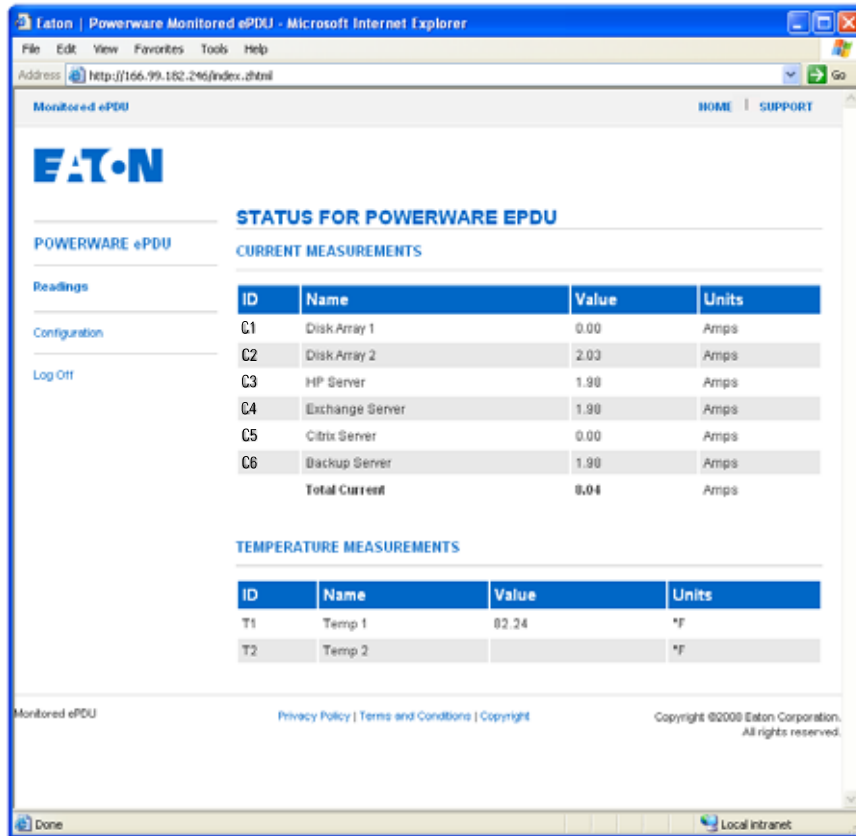 Eaton | Powerware Monitored ePDU - Microsoft Internet Explorer
File Edit View Favorites Tools Help
Address http://166.99.182.246/index.zhtml Go
Monitored ePDU HOME | SUPPORT
EATON
STATUS FOR POWERWARE EPDU
POWERWARE ePDU
CURRENT MEASUREMENTS
Readings
Configuration
Log Off
ID Name Value Units
C1 Disk Array 1 0.00 Amps
C2 Disk Array 2 2.03 Amps
C3 HP Server 1.98 Amps
C4 Exchange Server 1.98 Amps
C5 Citrix Server 0.00 Amps
C6 Backup Server 1.98 Amps
Total Current 8.04 Amps
TEMPERATURE MEASUREMENTS
ID Name Value Units
T1 Temp 1 82.24 °F
T2 Temp 2 °F
Monitored ePDU Privacy Policy | Terms and Conditions | Copyright Copyright ©2008 Eaton Corporation.
All rights reserved.
Done Local intranet